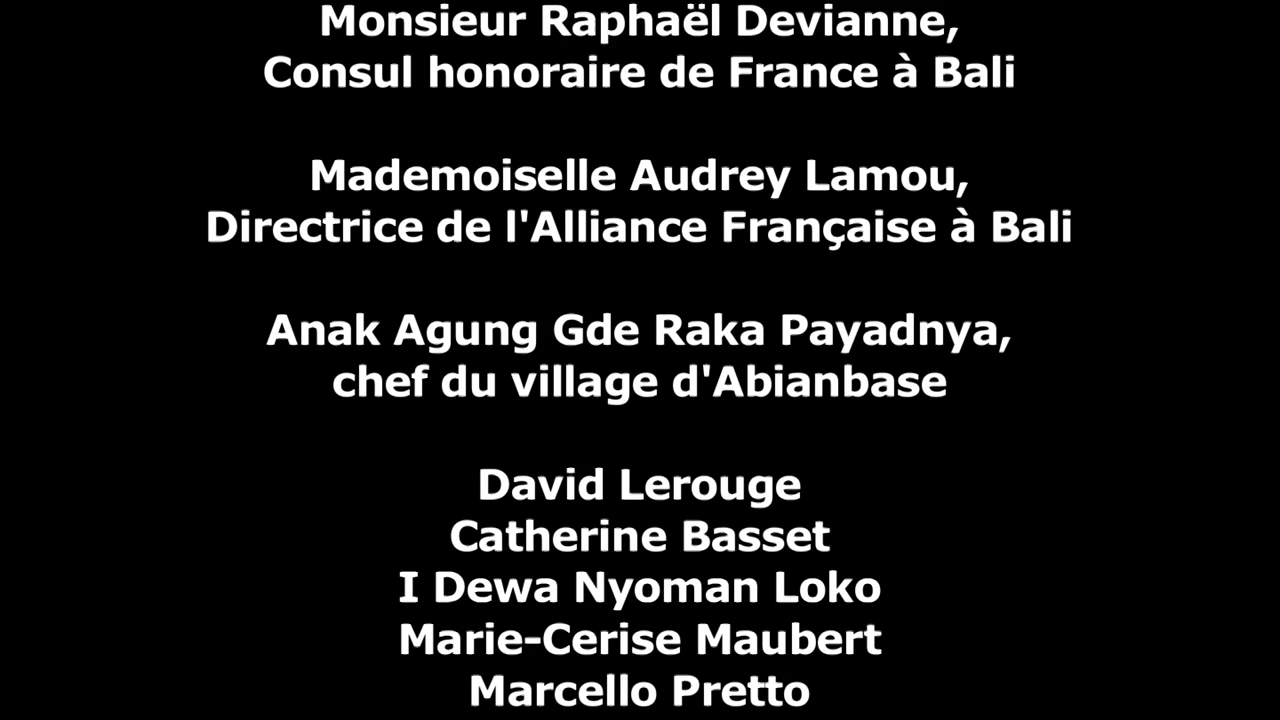 Monsieur Raphaël Devianne,
Consul honoraire de France à Bali
Mademoiselle Audrey Lamou,
Directrice de l'Alliance Française à Bali
Anak Agung Gde Raka Payadnya,
chef du village d'Abianbase
David Lerouge
Catherine Basset
I Dewa Nyoman Loko
Marie-Cerise Maubert
Marcello Pretto